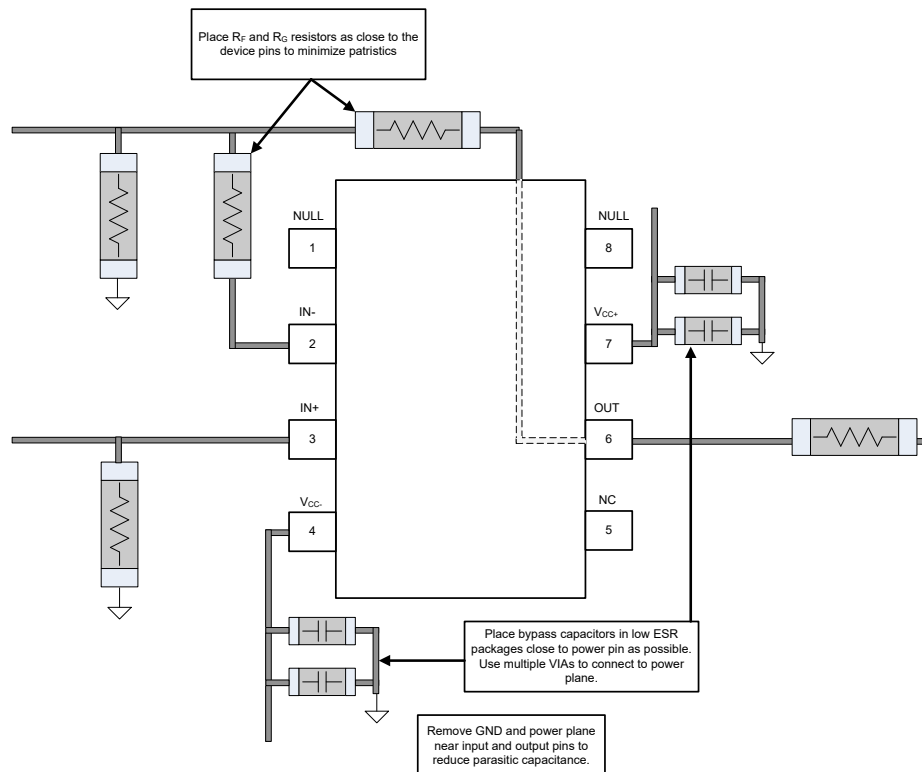 Place RF and RG resistors as close to the
device pins to minimize patristics
NULL
1
NULL
8
IN-
2
VCC+
7
IN+
3
OUT
6
VCC-
4
NC
5
Place bypass capacitors in low ESR
packages close to power pin as possible.
Use multiple VIAs to connect to power
plane.
Remove GND and power plane
near input and output pins to
reduce parasitic capacitance.